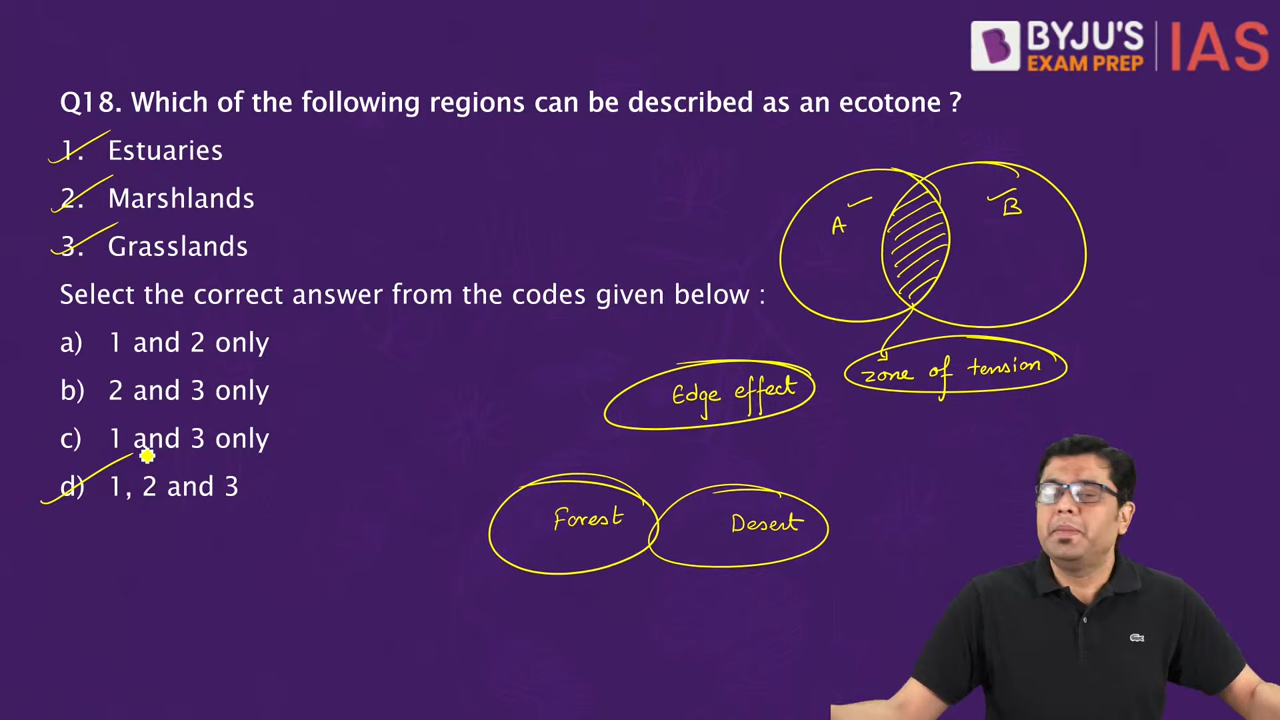 BYJU'S
EXAM PREP
IAS
Q18. Which of the following regions can be described as an ecotone ?
1. Estuaries
2. Marshlands
3. Grasslands
Select the correct answer from the codes given below :
a) 1 and 2 only
b) 2 and 3 only
c) 1 and 3 only
d) 1, 2 and 3
A
B
zone of tension
Edge effect
Forest
Desert